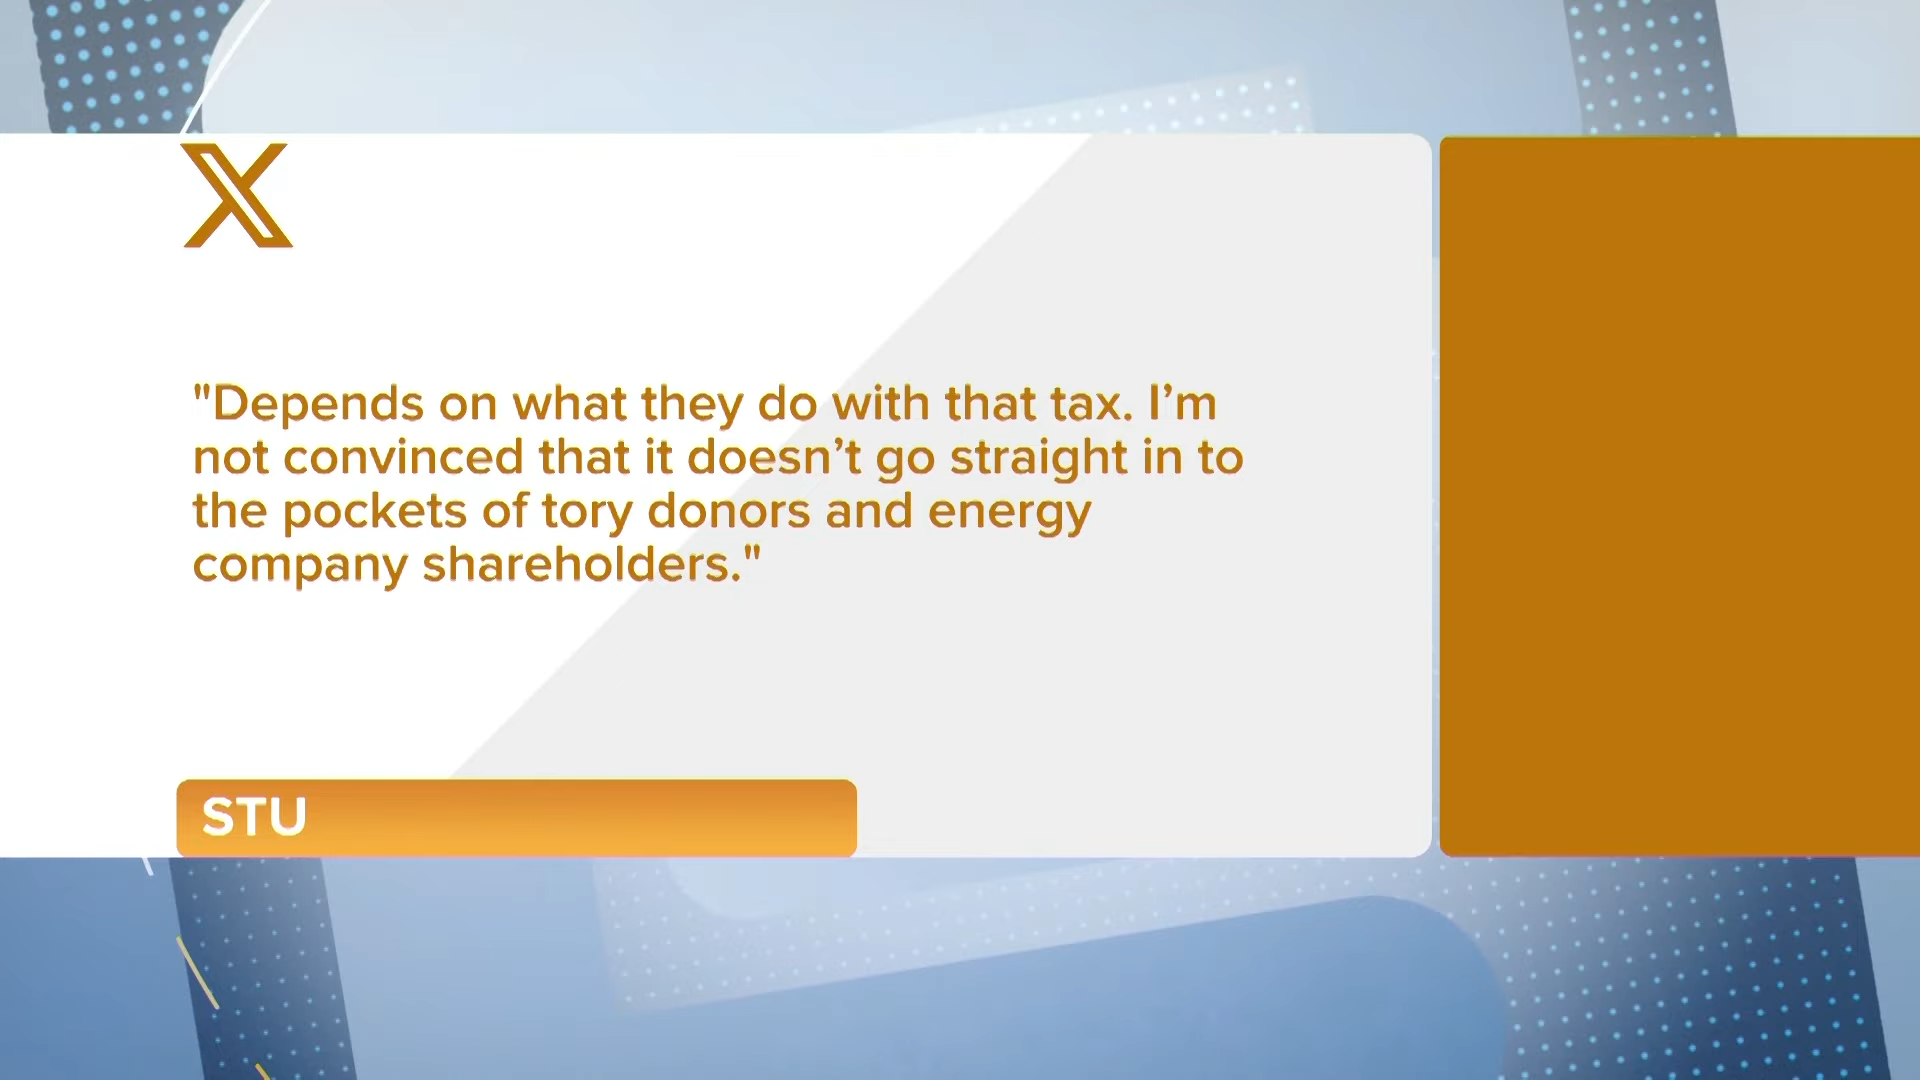 "Depends on what they do with that tax. I’m
not convinced that it doesn’t go straight in to
the pockets of tory donors and energy
company shareholders."
STU